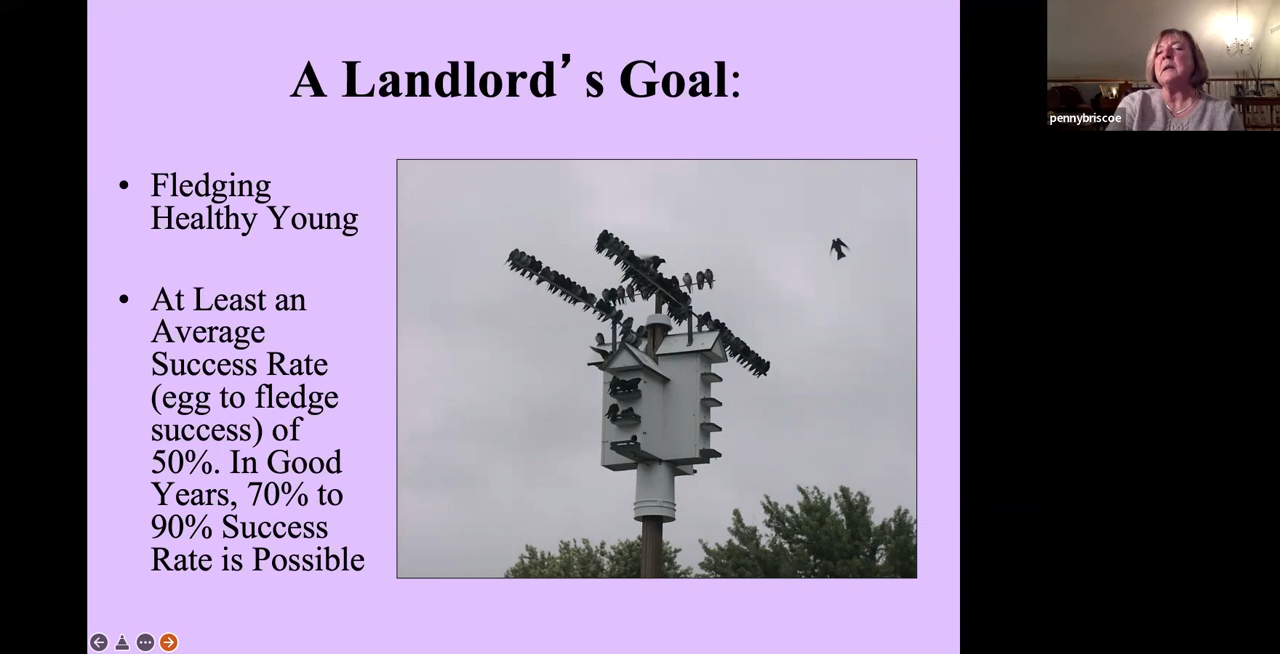 A Landlord’s Goal:
• Fledging
Healthy Young
• At Least an
Average
Success Rate
(egg to fledge
success) of
50%. In Good
Years, 70% to
90% Success
Rate is Possible
pennybriscoe